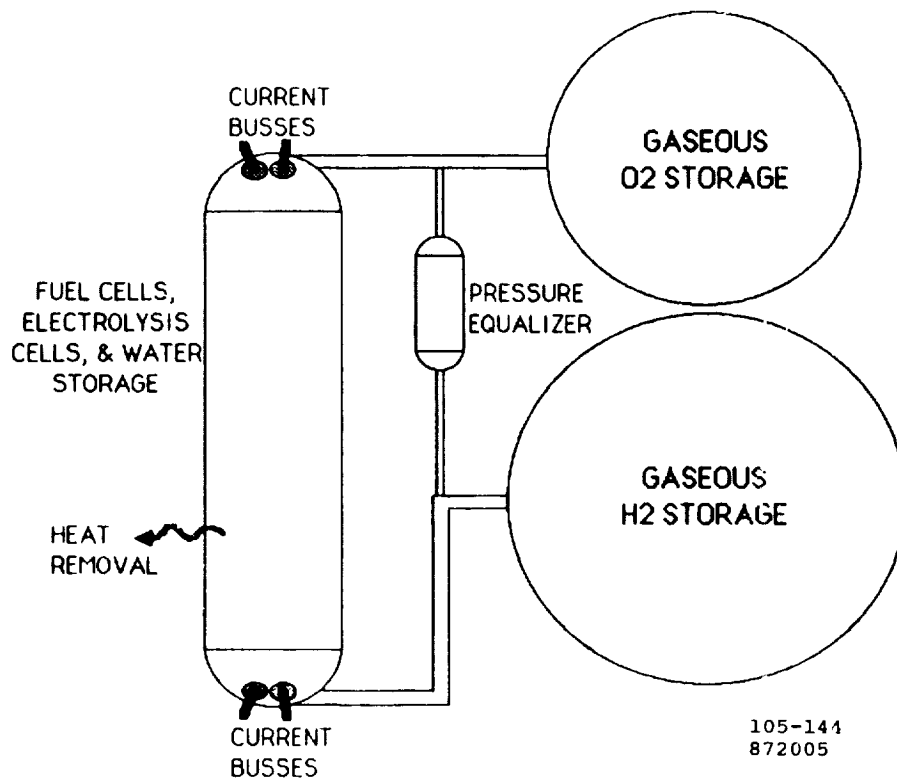 CURRENT
BUSSES
GASEOUS
O2 STORAGE
FUEL CELLS,
ELECTROLYSIS
CELLS, & WATER
STORAGE
PRESSURE
EQUALIZER
GASEOUS
H2 STORAGE
HEAT
REMOVAL
CURRENT
BUSSES
105-144
872005